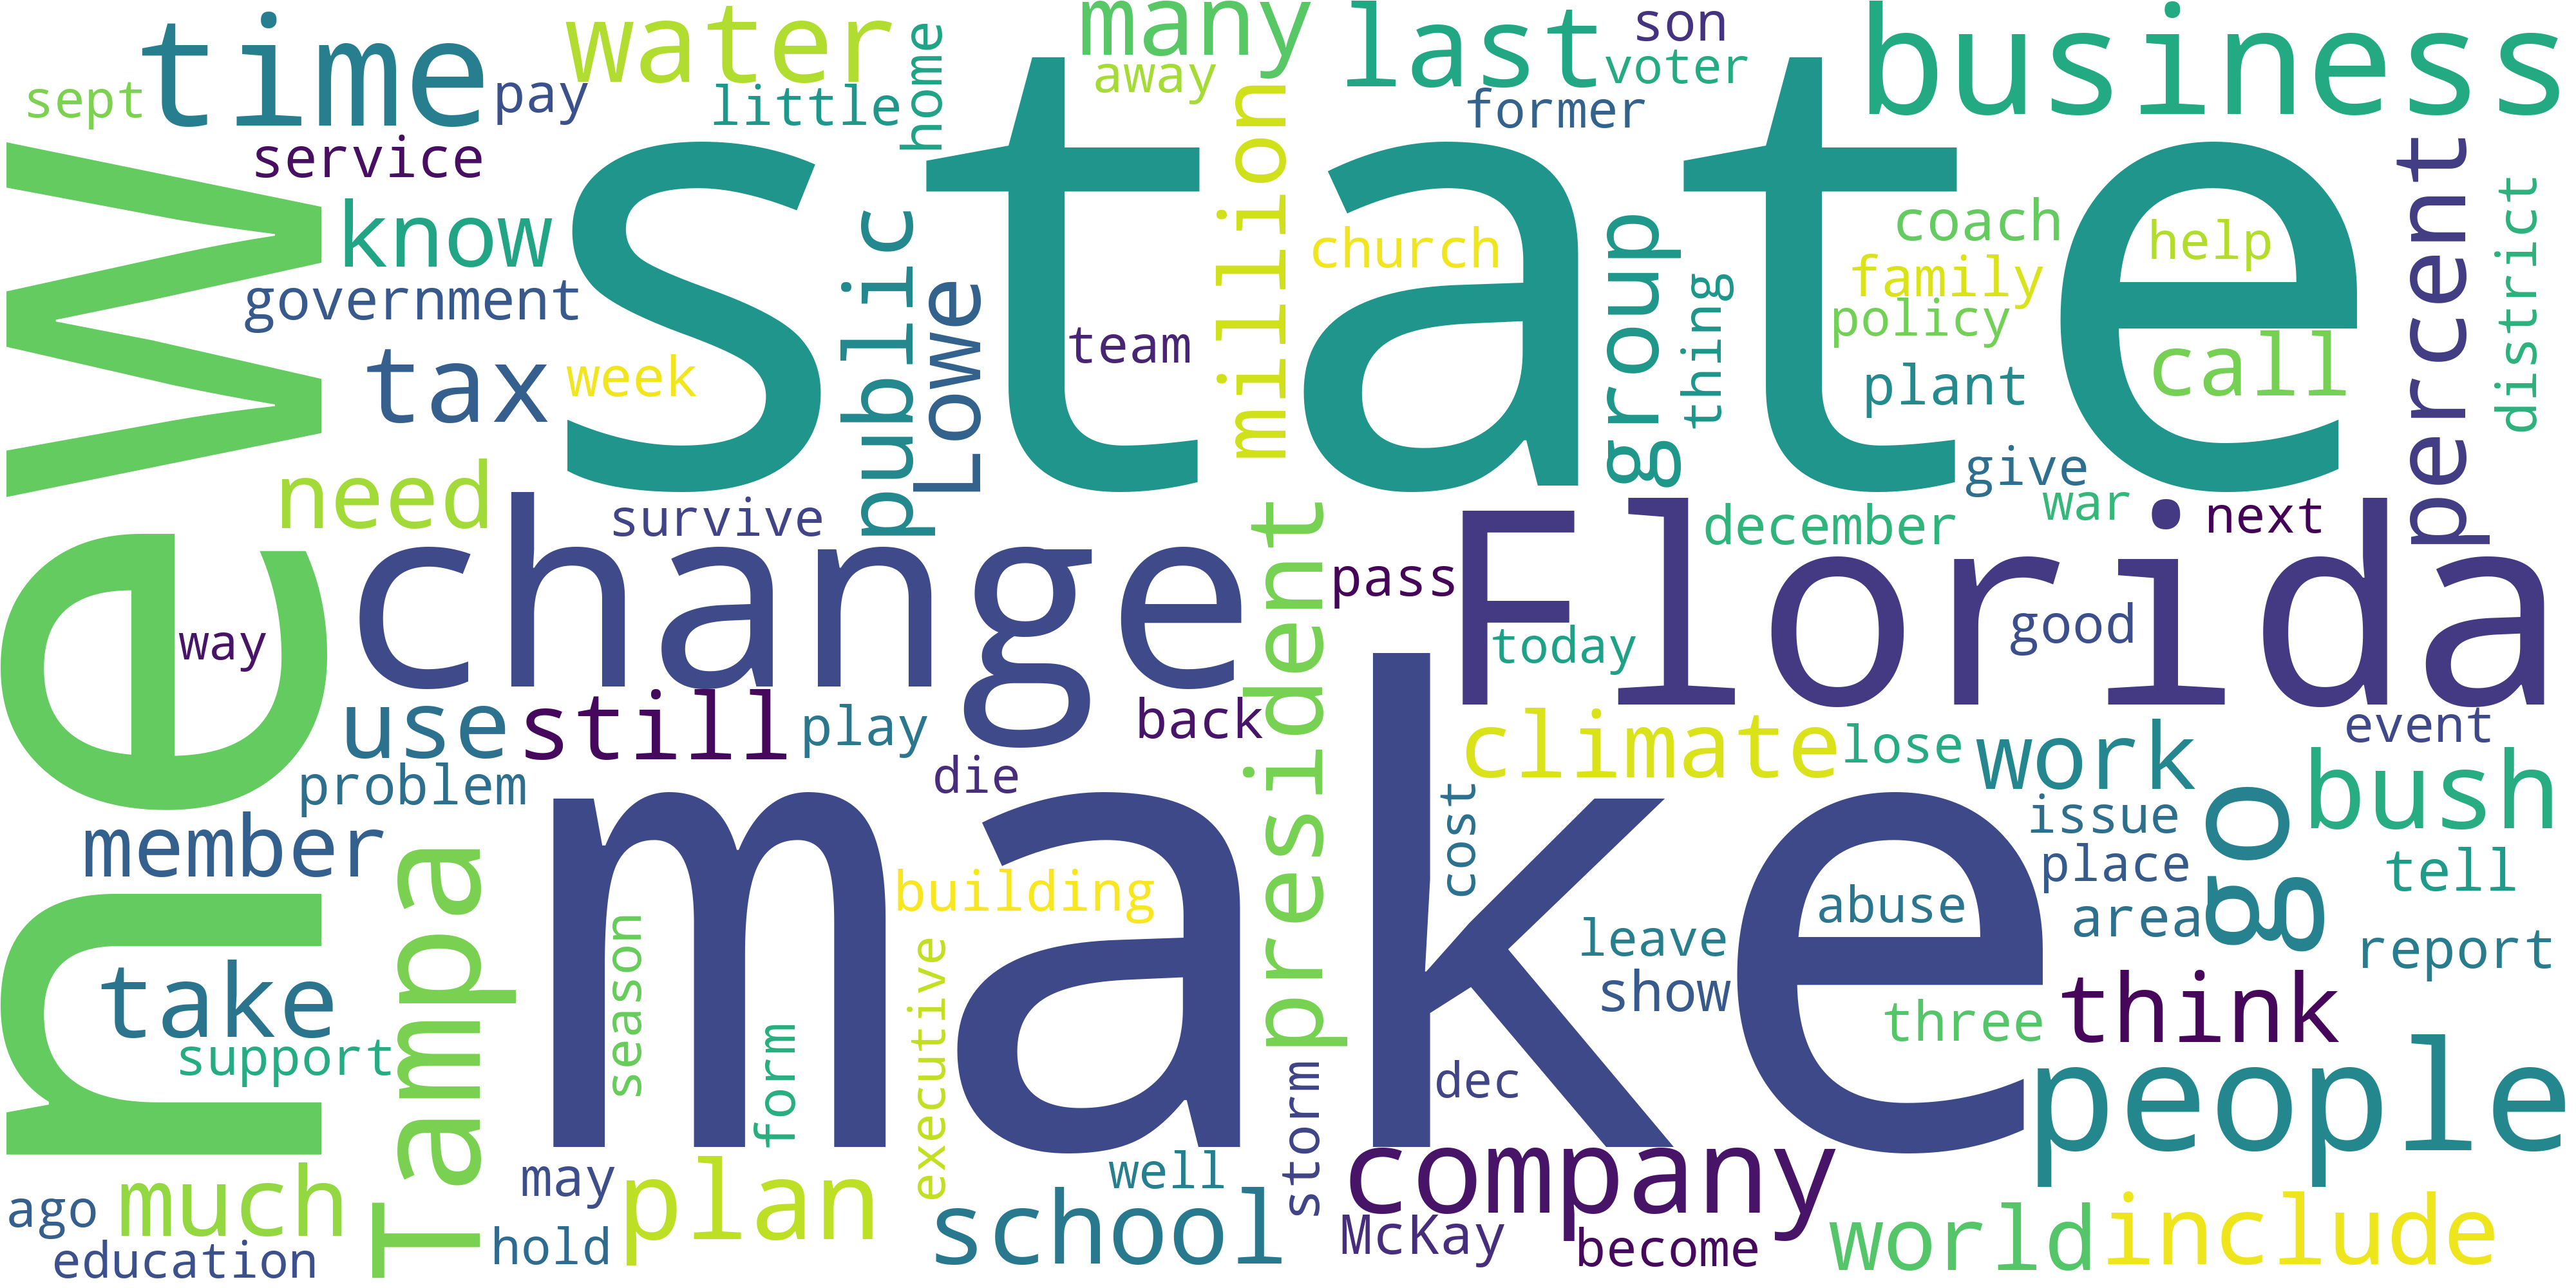 new
state
make
Florida
change
time
water
many
last
son
voter
business
sept
pay
little
home
away
former
service
know
government
tax
week
public
Lowe
team
million
church
group
thing
coach
family
policy
help
plant
call
percent
district
need
survive
give
war
next
december
president
pass
today
good
way
use
still
play
back
problem
die
climate
lose
work
event
bush
member
Tampa
building
cost
issue
place
go
tell
abuse
area
report
leave
show
take
support
season
form
executive
storm
dec
three
think
people
ago
much
education
may
hold
plan
well
school
company
McKay
become
world
include